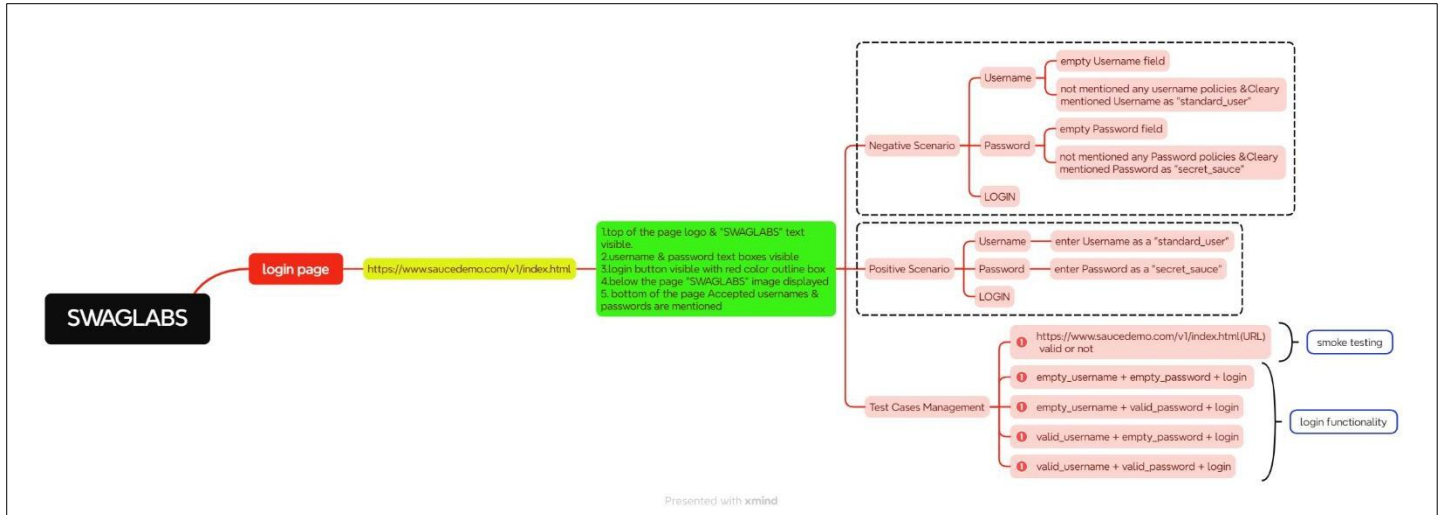 SWAGLABS
login page
https://www.saucedemo.com/v1/index.html
1.top of the page logo & "SWAGLABS" text
visible.
2.username & password text boxes visible
3.login button visible with red color outline box
4.below the page "SWAGLABS" image displayed
5. bottom of the page Accepted usernames &
passwords are mentioned
Negative Scenario
Username
empty Username field
not mentioned any username policies &Cleary
mentioned Username as "standard_user"
Password
empty Password field
not mentioned any Password policies &Cleary
mentioned Password as "secret_sauce"
LOGIN
Positive Scenario
Username
enter Username as a "standard_user"
Password
enter Password as a "secret_sauce"
LOGIN
Test Cases Management
1 https://www.saucedemo.com/v1/index.html(URL)
valid or not
smoke testing
1 empty_username + empty_password + login
1 empty_username + valid_password + login
1 valid_username + empty_password + login
1 valid_username + valid_password + login
login functionality
Presented with xmind